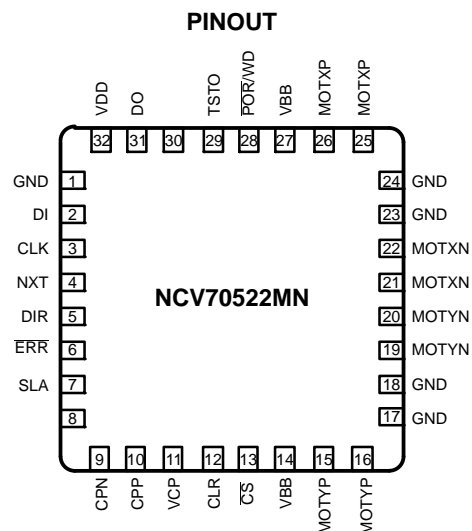 PINOUT
VDD
DO
TSTO
POR/WD
VBB
MOTXP
MOTXP
32
31
30
29
28
27
26
25
GND 1
DI 2
CLK 3
NXT 4
DIR 5
ERR 6
SLA 7
8
NCV70522MN
24 GND
23 GND
22 MOTXN
21 MOTXN
20 MOTYN
19 MOTYN
18 GND
17 GND
9
10
11
12
13
14
15
16
CPN
CPP
VCP
CLR
CS
VBB
MOTYP
MOTYP